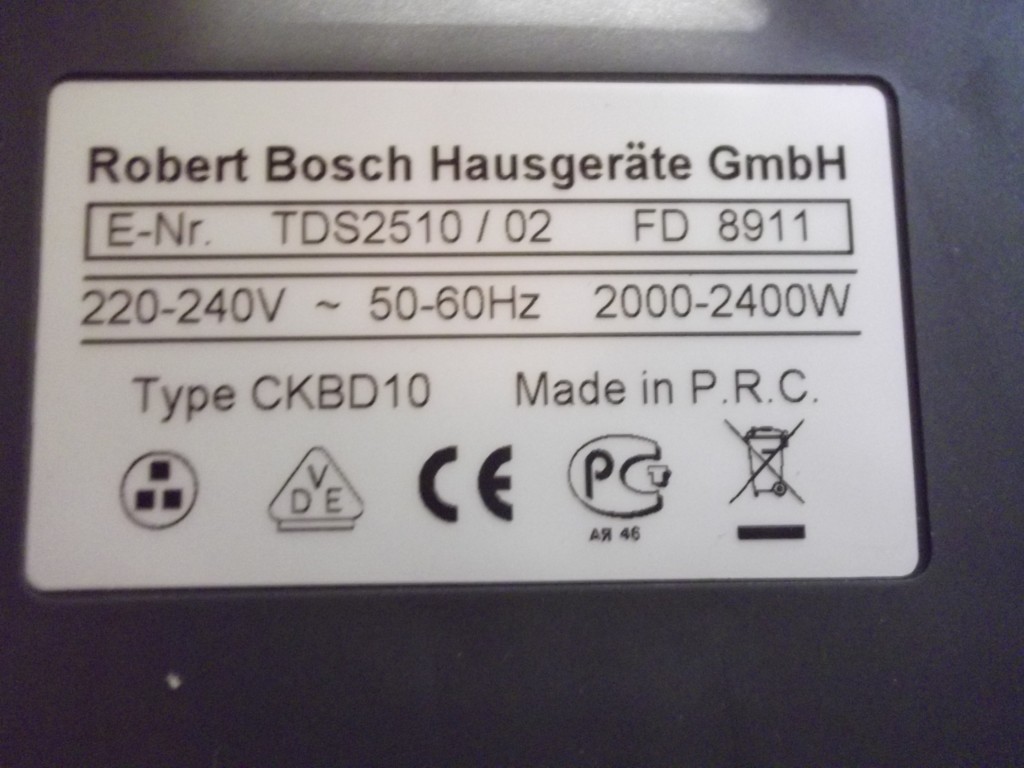 Robert Bosch Hausgeräte GmbH
E-Nr. TDS2510 / 02 FD 8911
220-240V ~ 50-60Hz 2000-2400W
Type CKBD10 Made in P.R.C.
VDE CE PCT
АЯ 46